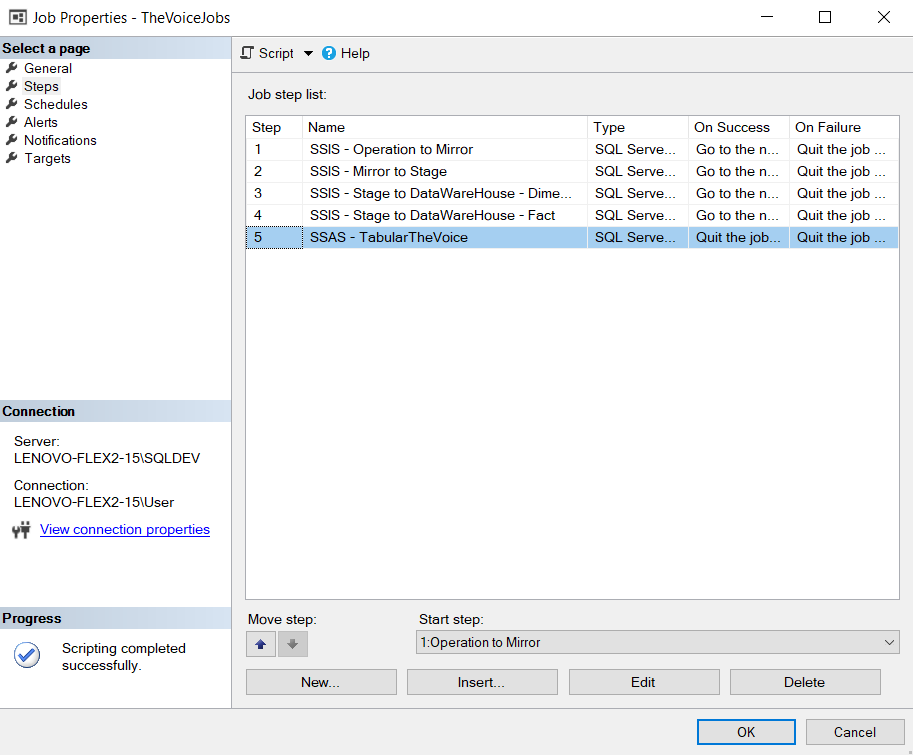 Job Properties - TheVoiceJobs
Select a page
General
Steps
Schedules
Alerts
Notifications
Targets
Script Help
Job step list:
Step Name Type On Success On Failure
1 SSIS - Operation to Mirror SQL Serve... Go to the n... Quit the job ...
2 SSIS - Mirror to Stage SQL Serve... Go to the n... Quit the job ...
3 SSIS - Stage to DataWareHouse - Dime... SQL Serve... Go to the n... Quit the job ...
4 SSIS - Stage to DataWareHouse - Fact SQL Serve... Go to the n... Quit the job ...
5 SSAS - TabularTheVoice SQL Serve... Quit the job... Quit the job ...
Connection
Server:
LENOVO-FLEX2-15\SQLDEV
Connection:
LENOVO-FLEX2-15\User
View connection properties
Progress
Scripting completed
successfully.
Move step: Start step:
1:Operation to Mirror
New... Insert... Edit Delete
OK Cancel